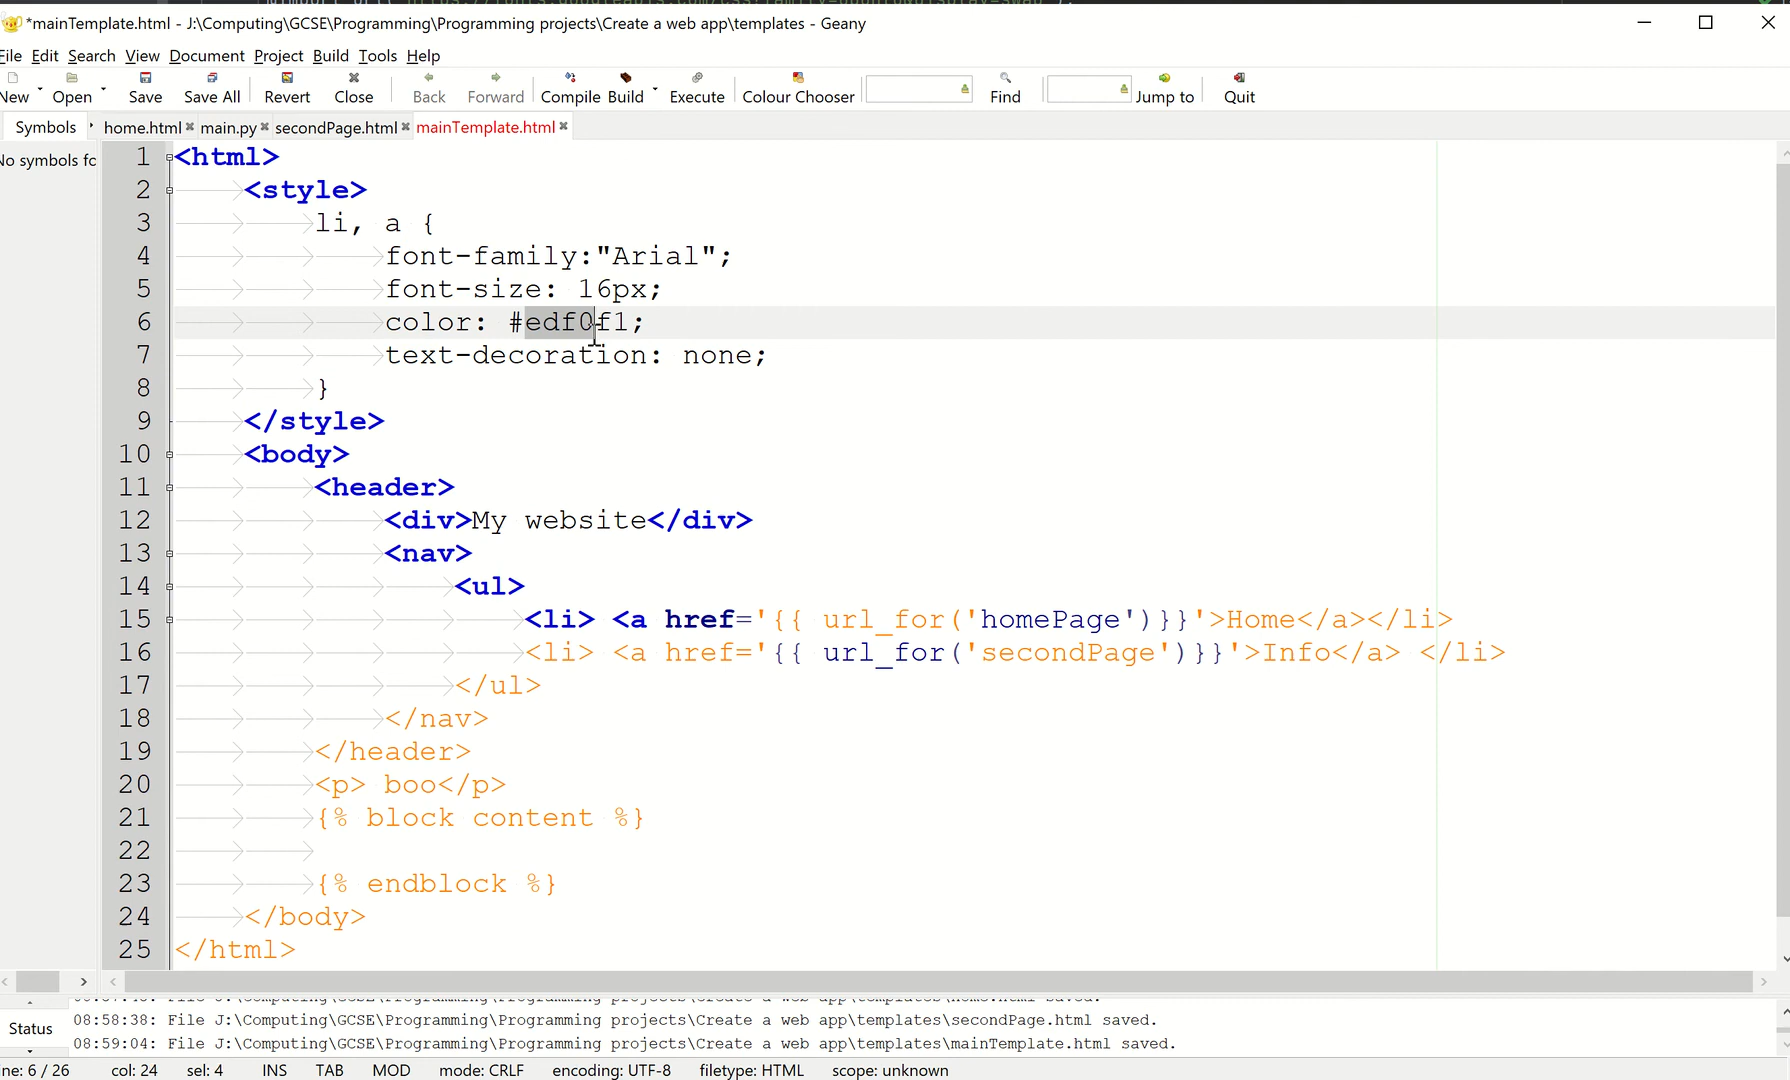 *mainTemplate.html - J:\Computing\GCSE\Programming\Programming projects\Create a web app\templates - Geany
File Edit Search View Document Project Build Tools Help
New Open Save Save All Revert Close Back Forward Compile Build Execute Colour Chooser Find Jump to Quit
Symbols home.html main.py secondPage.html mainTemplate.html
No symbols fo
1 <html>
2 <style>
3 li, a {
4 font-family:"Arial";
5 font-size: 16px;
6 color: #edf0f1;
7 text-decoration: none;
8 }
9 </style>
10 <body>
11 <header>
12 <div>My website</div>
13 <nav>
14 <ul>
15 <li> <a href='{{ url_for('homePage')}}'>Home</a></li>
16 <li> <a href='{{ url_for('secondPage')}}'>Info</a> </li>
17 </ul>
18 </nav>
19 </header>
20 <p> boo</p>
21 {% block content %}
22
23 {% endblock %}
24 </body>
25 </html>
Status
08:58:38: File J:\Computing\GCSE\Programming\Programming projects\Create a web app\templates\secondPage.html saved.
08:59:04: File J:\Computing\GCSE\Programming\Programming projects\Create a web app\templates\mainTemplate.html saved.
ine: 6 / 26 col: 24 sel: 4 INS TAB MOD mode: CRLF encoding: UTF-8 filetype: HTML scope: unknown